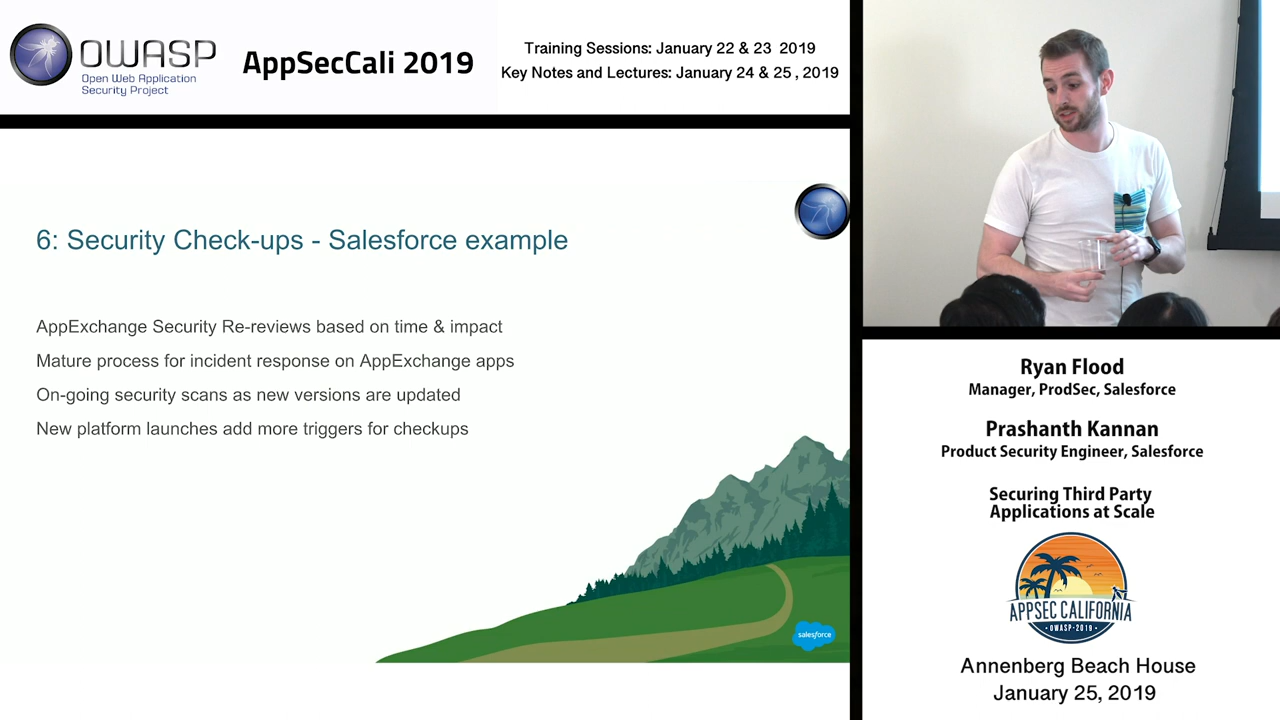 OWASP
Open Web Application
Security Project
AppSecCali 2019
Training Sessions: January 22 & 23 2019
Key Notes and Lectures: January 24 & 25 , 2019
6: Security Check-ups - Salesforce example
AppExchange Security Re-reviews based on time & impact
Mature process for incident response on AppExchange apps
On-going security scans as new versions are updated
New platform launches add more triggers for checkups
salesforce
Ryan Flood
Manager, ProdSec, Salesforce
Prashanth Kannan
Product Security Engineer, Salesforce
Securing Third Party
Applications at Scale
APPSEC CALIFORNIA
• OWASP-2019 •
Annenberg Beach House
January 25, 2019